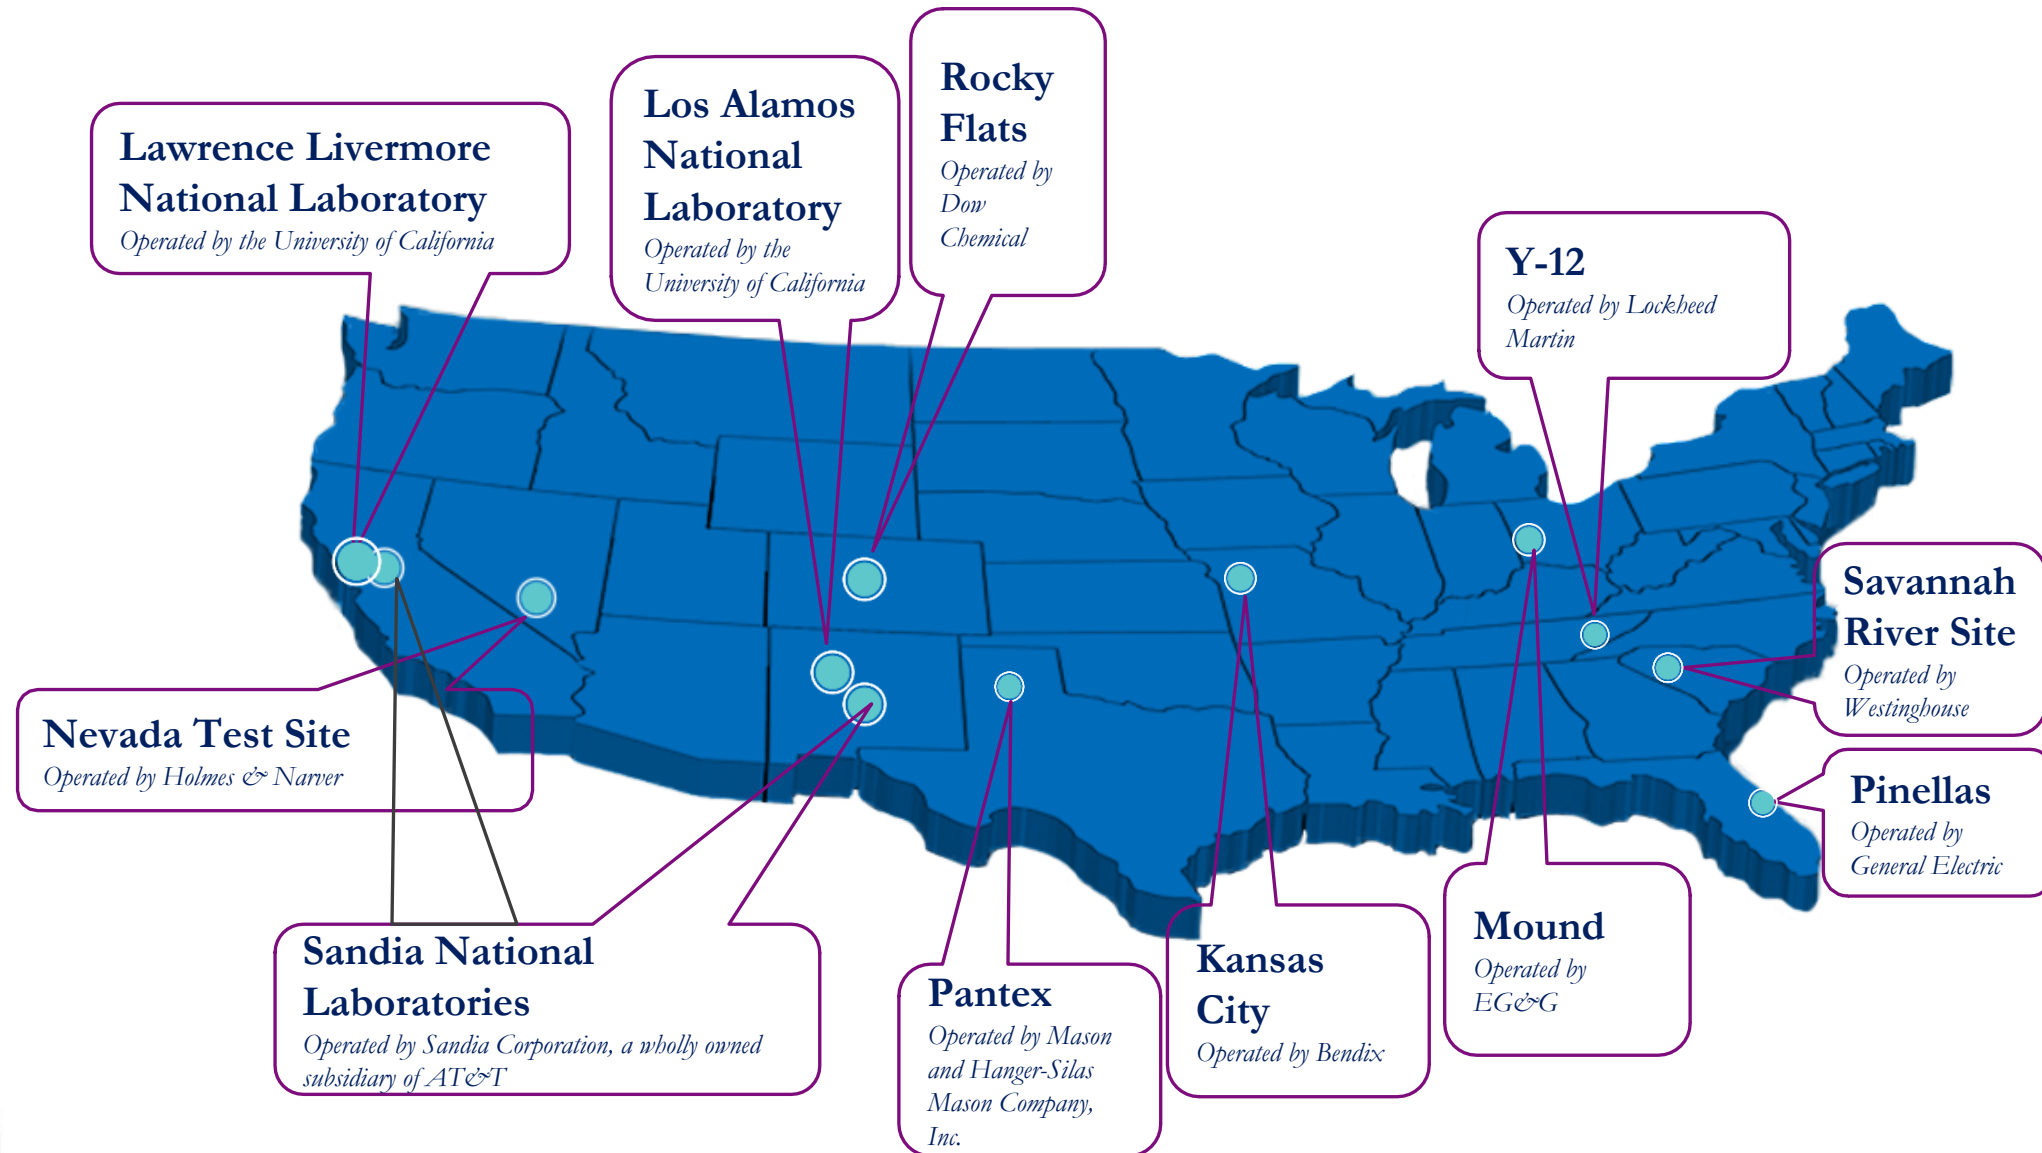 Lawrence Livermore
National Laboratory
Operated by the University of California
Los Alamos
National
Laboratory
Operated by the
University of California
Rocky
Flats
Operated by
Dow
Chemical
Y-12
Operated by Lockheed
Martin
Savannah
River Site
Operated by
Westinghouse
Nevada Test Site
Operated by Holmes & Narver
Pinellas
Operated by
General Electric
Sandia National
Laboratories
Operated by Sandia Corporation, a wholly owned
subsidiary of AT&T
Pantex
Operated by Mason
and Hanger-Silas
Mason Company,
Inc.
Kansas
City
Operated by Bendix
Mound
Operated by
EG&G